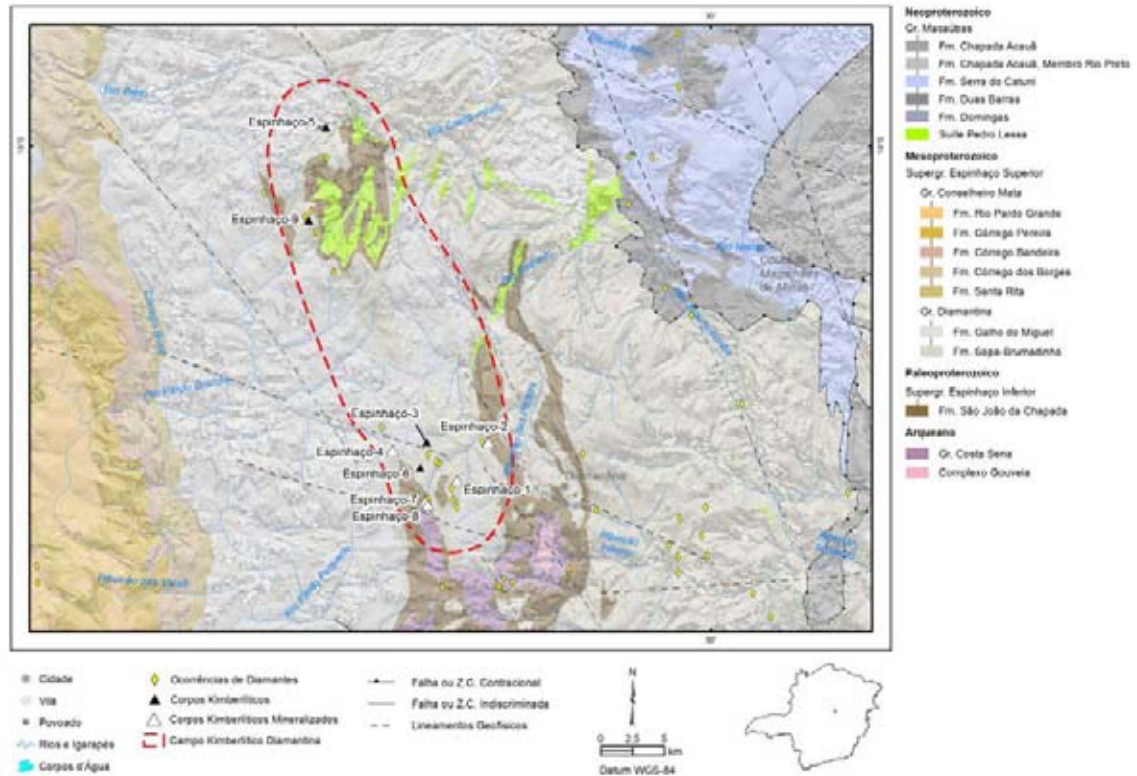 Espinhaço-5
Espinhaço-9
Espinhaço-3
Espinhaço-2
Espinhaço-4
Espinhaço-6
Espinhaço-1
Espinhaço-7
Espinhaço-8
Neoproterozoico
Gr. Macaúbas
Fm. Chapada Acauã
Fm. Chapada Acauã, Membro Rio Preto
Fm. Serra do Catuni
Fm. Duas Barras
Fm. Domingas
Suíte Pedro Lessa
Mesoproterozoico
Supergr. Espinhaço Superior
Gr. Conselheiro Mata
Fm. Rio Pardo Grande
Fm. Córrego Pereira
Fm. Córrego Bandeira
Fm. Córrego dos Borges
Fm. Santa Rita
Gr. Diamantina
Fm. Galho do Miguel
Fm. Sopa-Brumadinho
Paleoproterozoico
Supergr. Espinhaço Inferior
Fm. São João da Chapada
Arqueano
Gr. Costa Sena
Complexo Gouveia
Cidade
Vila
Povoado
Rios e Igarapés
Corpos d'Água
Ocorrências de Diamantes
Corpos Kimberlíticos
Corpos Kimberlíticos Mineralizados
Campo Kimberlítico Diamantina
Falha ou Z.C. Contracional
Falha ou Z.C. Indiscriminada
Lineamentos Geofísicos
N
0 2,5 5
km
Datum WGS-84